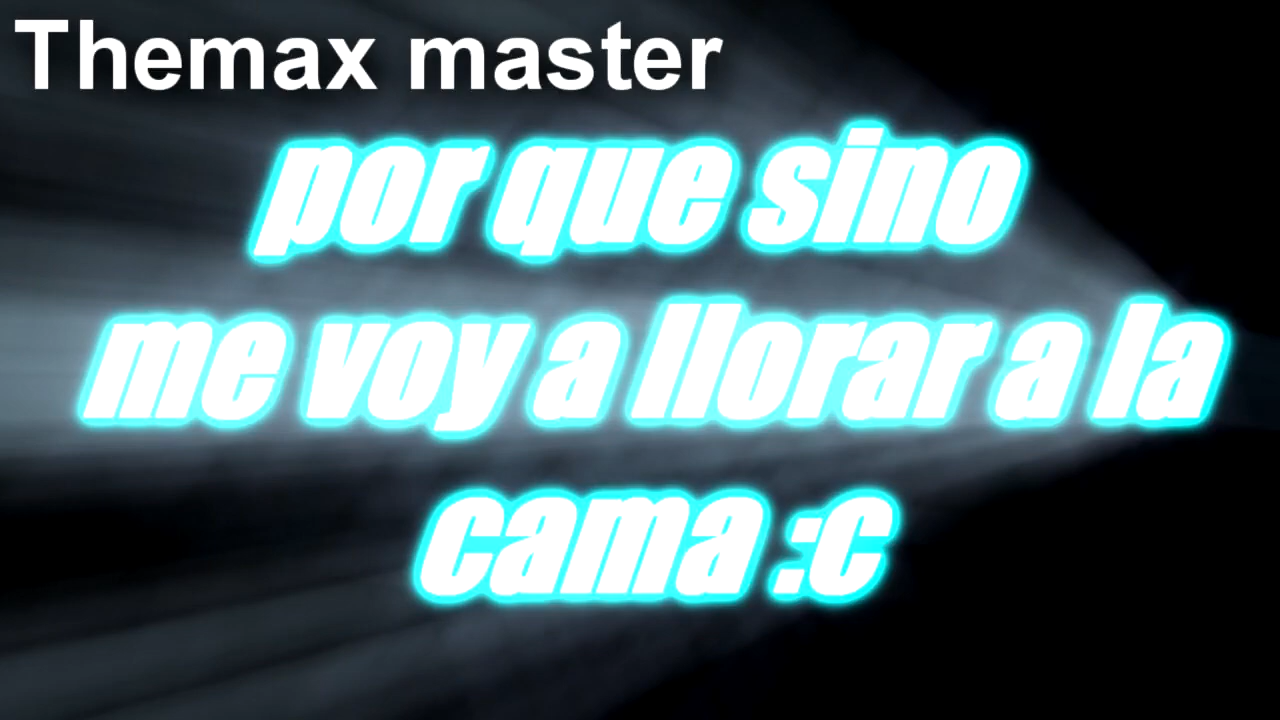 Themax master
por que sino
me voy a llorar a la
cama :c